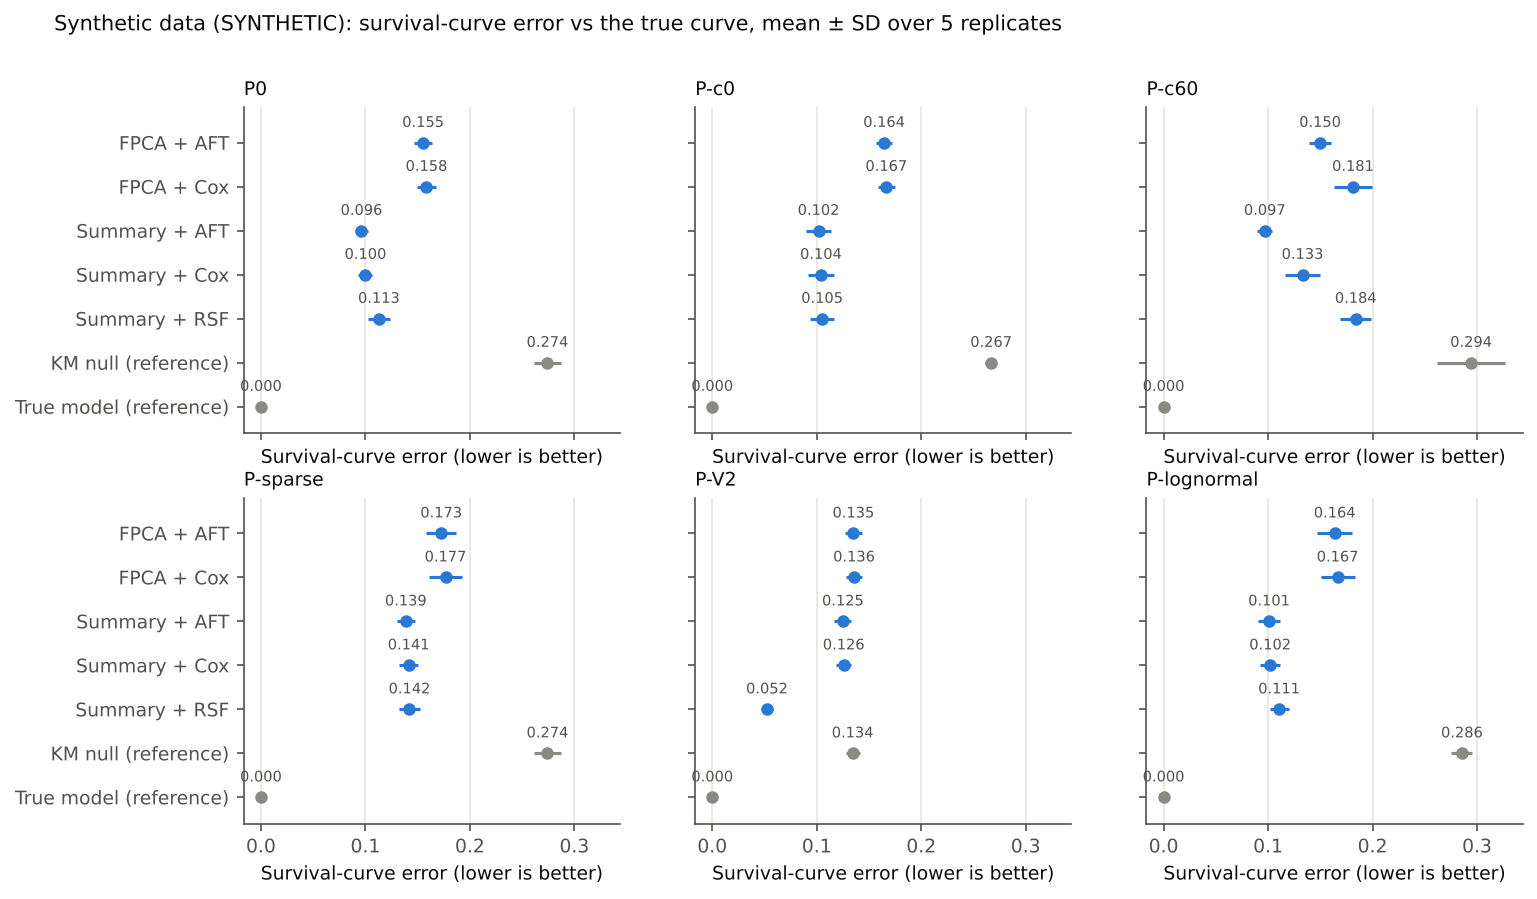 Synthetic data (SYNTHETIC): survival-curve error vs the true curve, mean ± SD over 5 replicates
P0
FPCA + AFT
FPCA + Cox
Summary + AFT
Summary + Cox
Summary + RSF
KM null (reference)
True model (reference)
0.155
0.158
0.096
0.100
0.113
0.274
0.000
Survival-curve error (lower is better)
P-c0
0.164
0.167
0.102
0.104
0.105
0.267
0.000
Survival-curve error (lower is better)
P-c60
0.150
0.181
0.097
0.133
0.184
0.294
0.000
Survival-curve error (lower is better)
P-sparse
FPCA + AFT
FPCA + Cox
Summary + AFT
Summary + Cox
Summary + RSF
KM null (reference)
True model (reference)
0.173
0.177
0.139
0.141
0.142
0.274
0.000
0.0 0.1 0.2 0.3
Survival-curve error (lower is better)
P-V2
0.135
0.136
0.125
0.126
0.052
0.134
0.000
0.0 0.1 0.2 0.3
Survival-curve error (lower is better)
P-lognormal
0.164
0.167
0.101
0.102
0.111
0.286
0.000
0.0 0.1 0.2 0.3
Survival-curve error (lower is better)